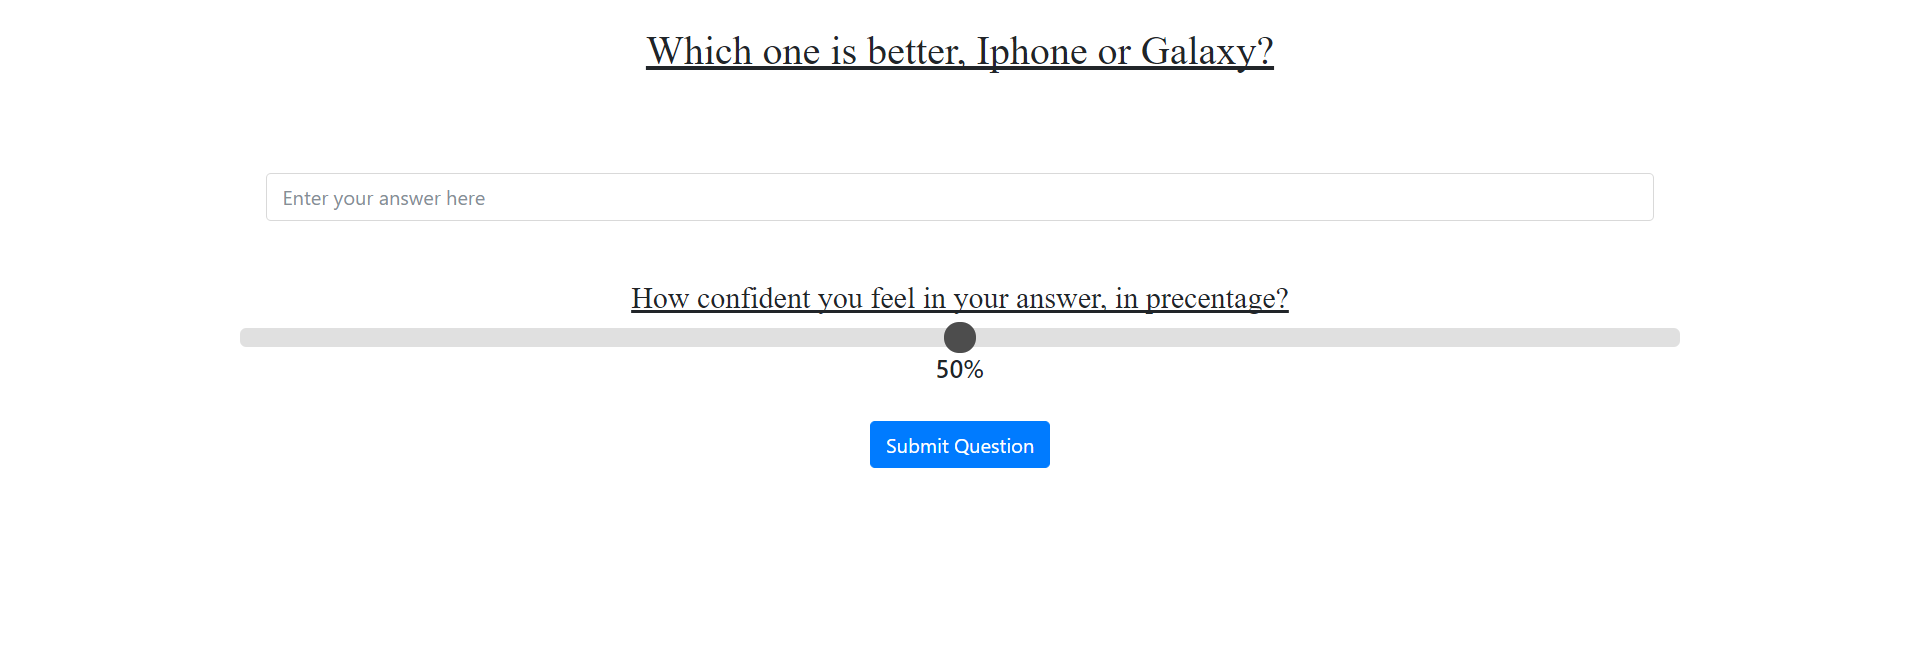 Which one is better, Iphone or Galaxy?
Enter your answer here
How confident you feel in your answer, in precentage?
50%
Submit Question